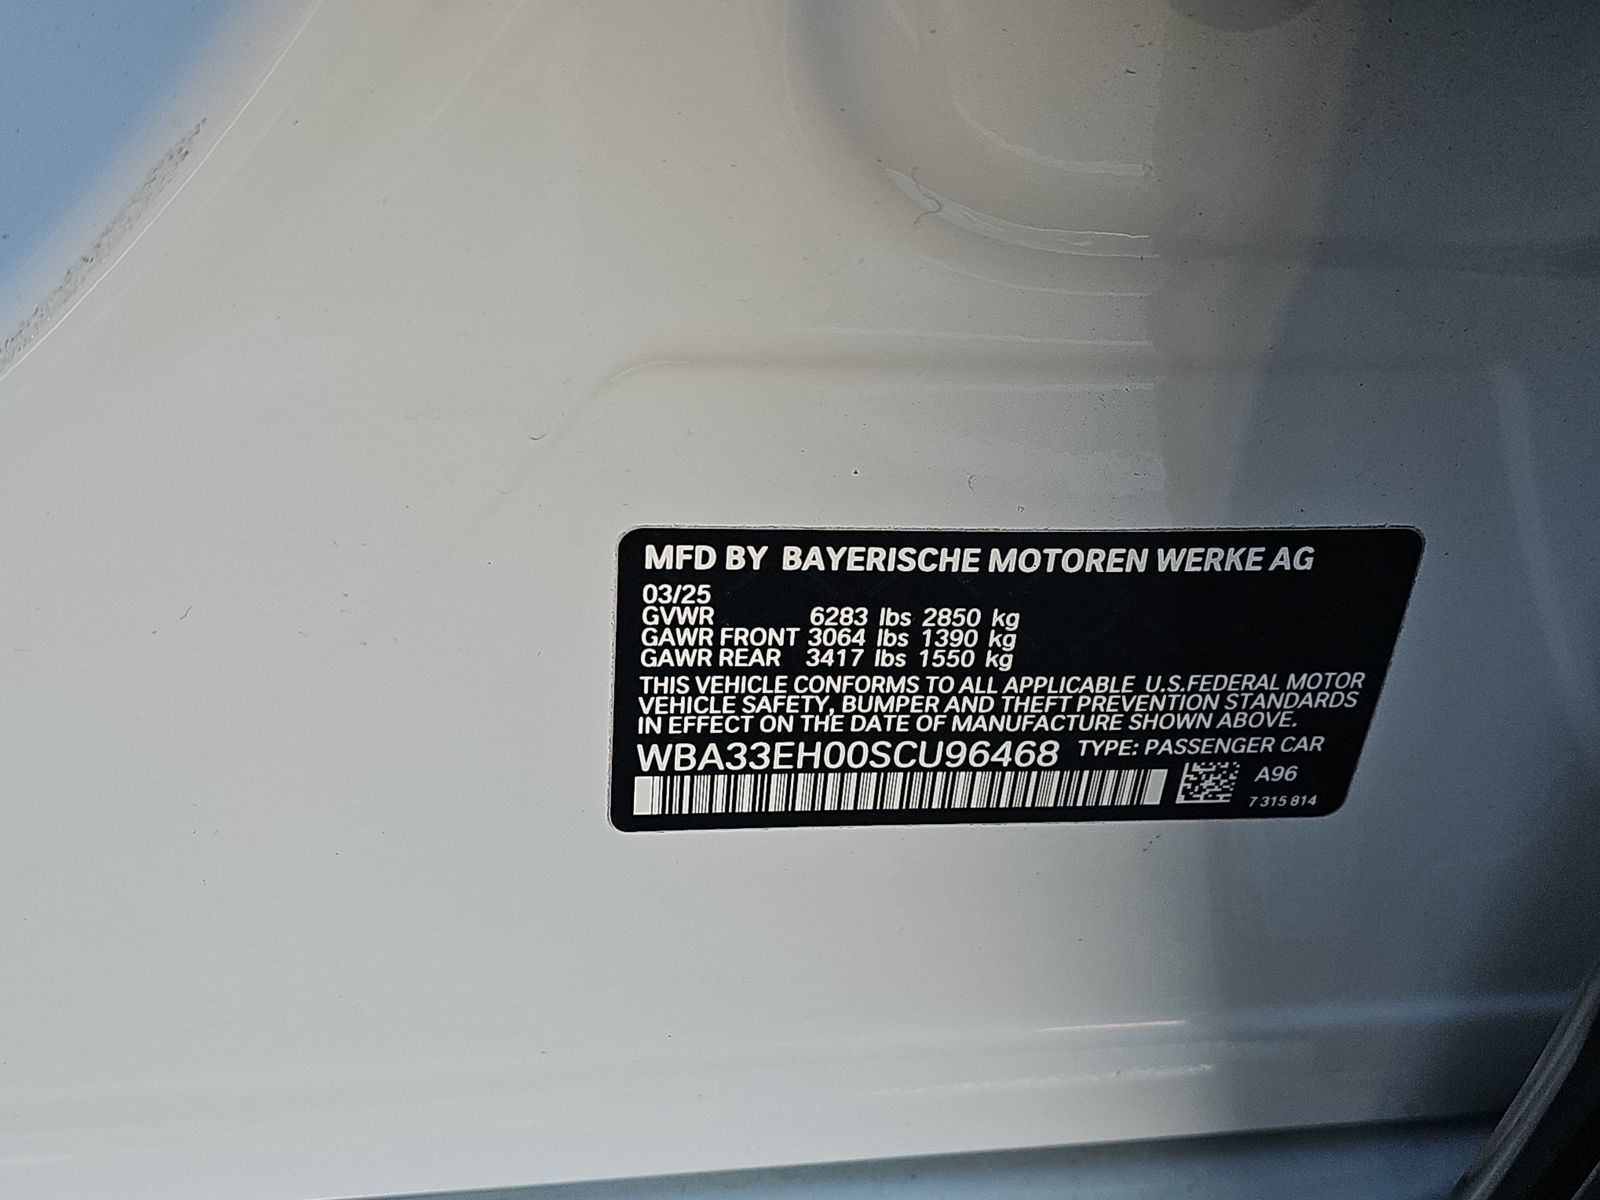 MFD BY BAYERISCHE MOTOREN WERKE AG
03/25
GVWR 6283 lbs 2850 kg
GAWR FRONT 3064 lbs 1390 kg
GAWR REAR 3417 lbs 1550 kg
THIS VEHICLE CONFORMS TO ALL APPLICABLE U.S.FEDERAL MOTOR
VEHICLE SAFETY, BUMPER AND THEFT PREVENTION STANDARDS
IN EFFECT ON THE DATE OF MANUFACTURE SHOWN ABOVE.
WBA33EH00SCU96468 TYPE: PASSENGER CAR
A96
7 315 814